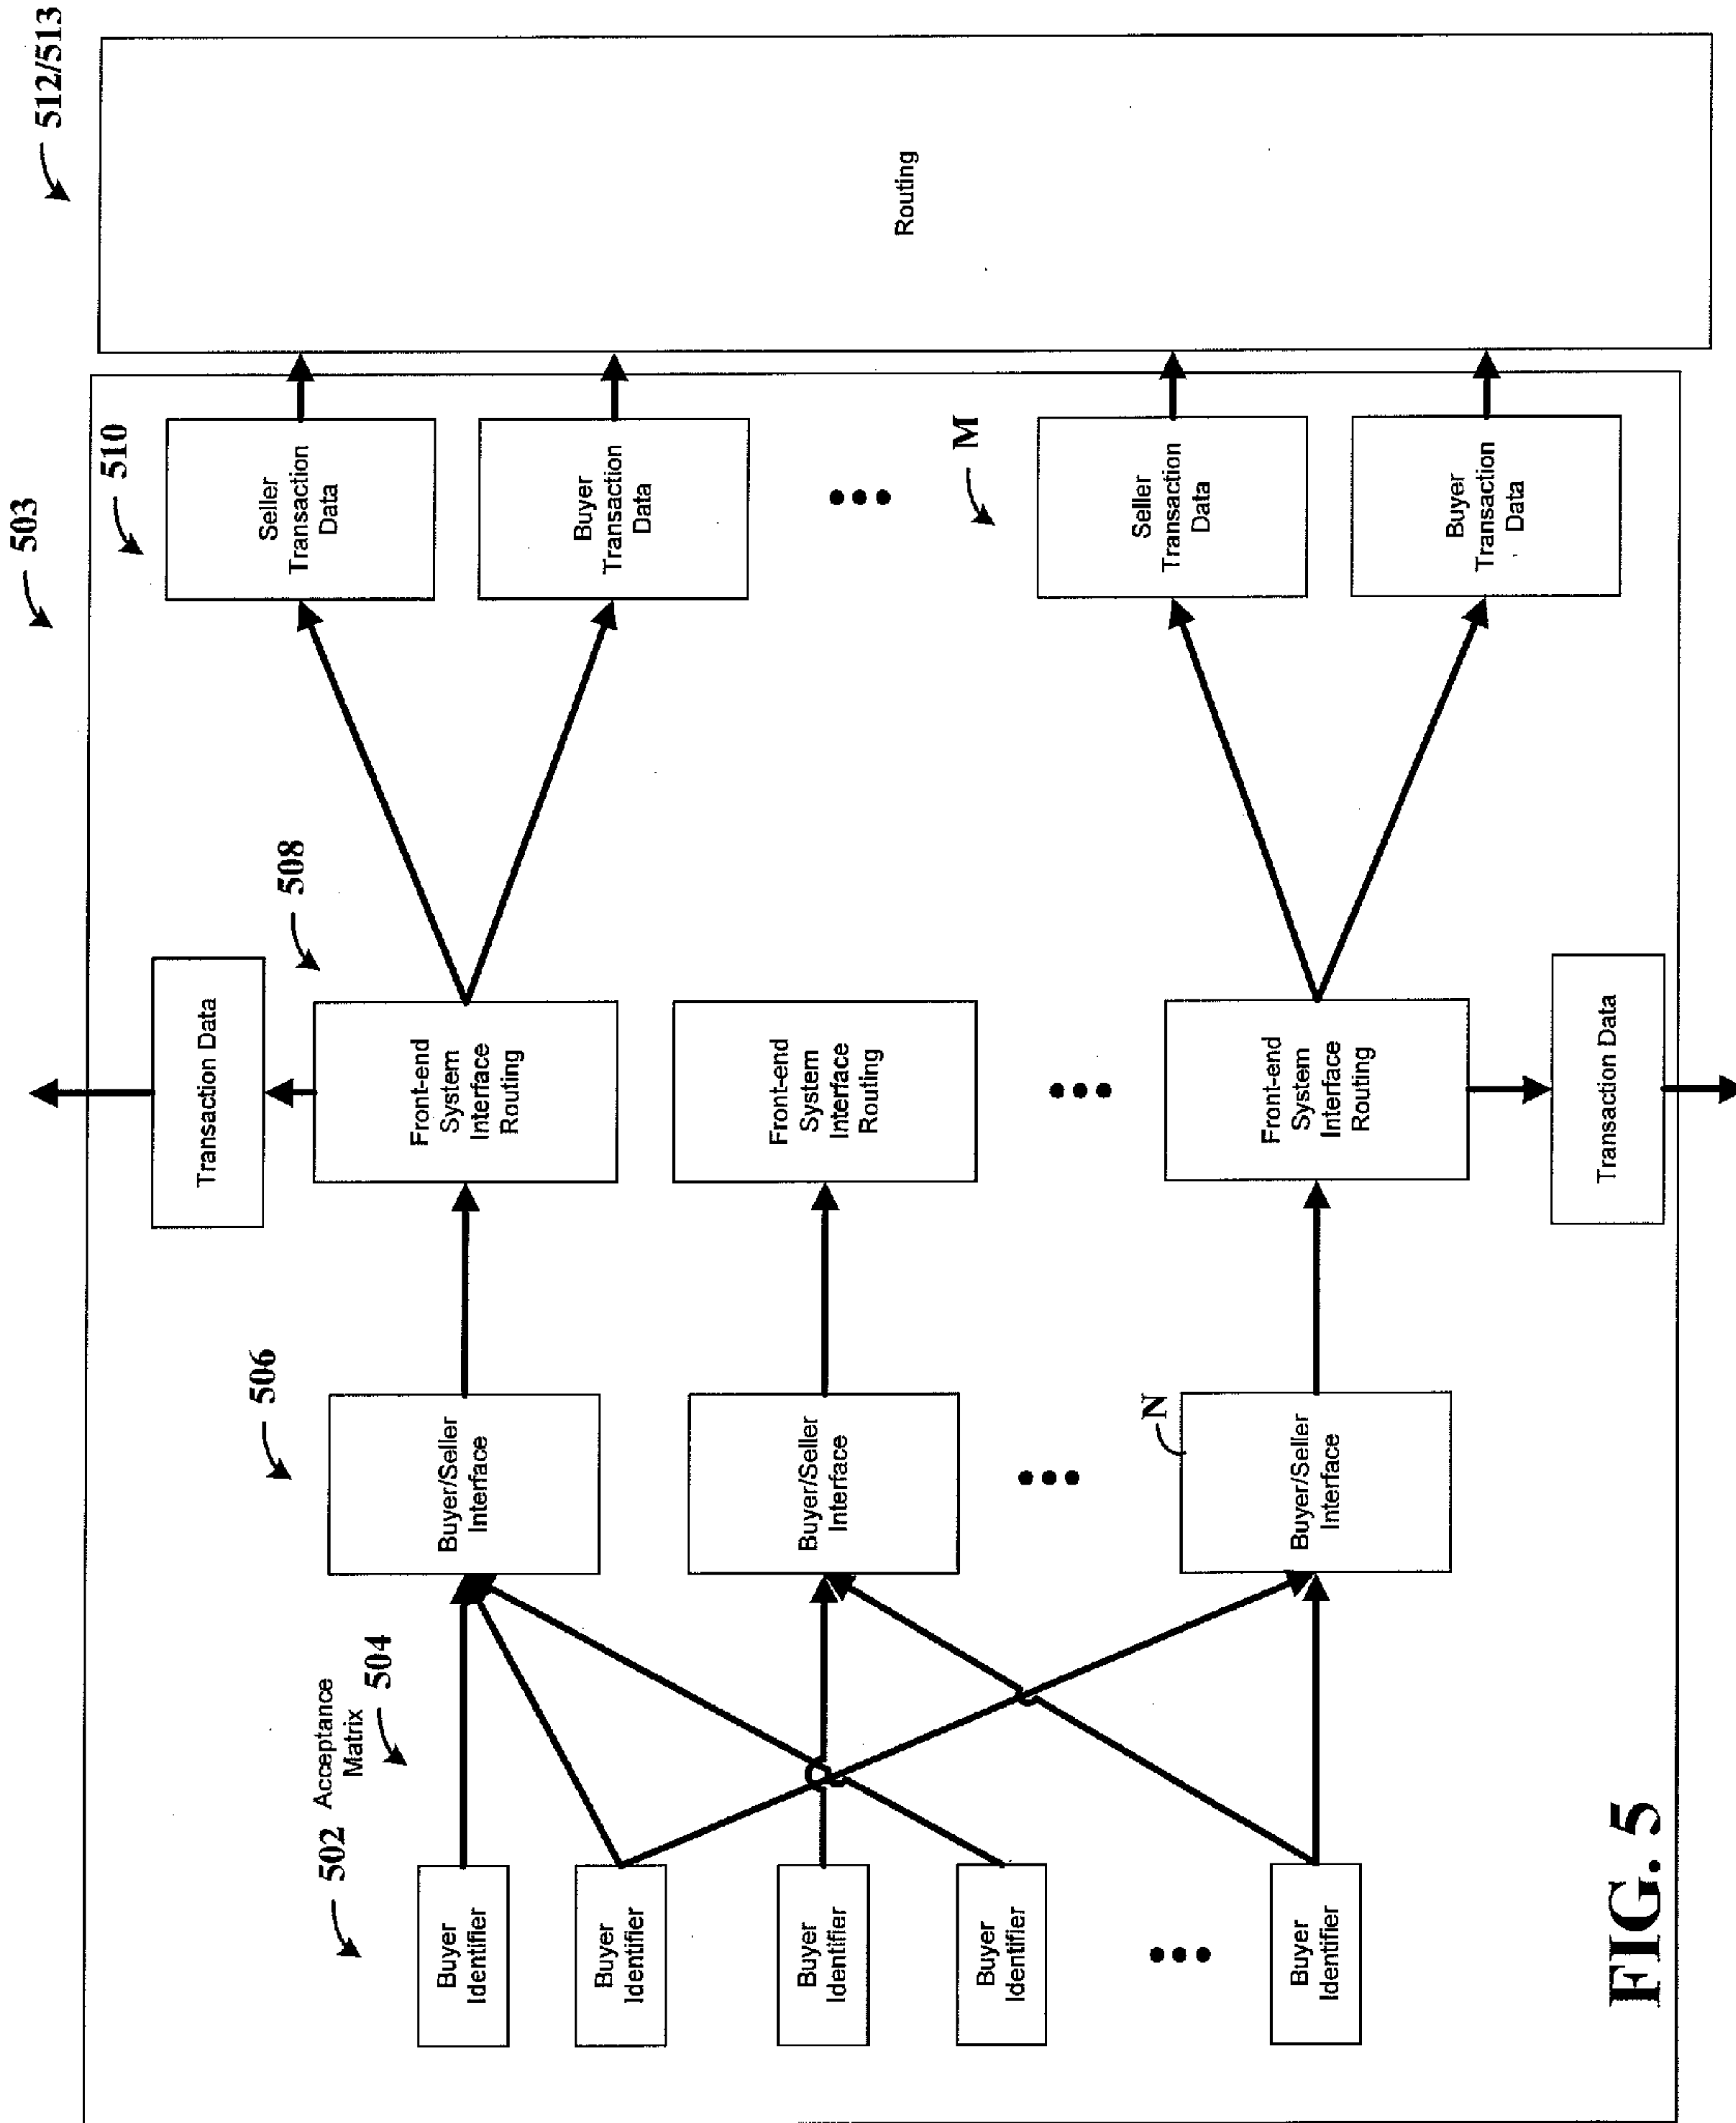 503
512/513
510
Seller
Transaction
Data
Buyer
Transaction
Data
M
Seller
Transaction
Data
Buyer
Transaction
Data
Routing
Transaction Data
508
Front-end
System
Interface
Routing
Front-end
System
Interface
Routing
Front-end
System
Interface
Routing
Transaction Data
506
Buyer/Seller
Interface
Buyer/Seller
Interface
N
Buyer/Seller
Interface
502
Acceptance
Matrix
504
Buyer
Identifier
Buyer
Identifier
Buyer
Identifier
Buyer
Identifier
Buyer
Identifier
FIG. 5